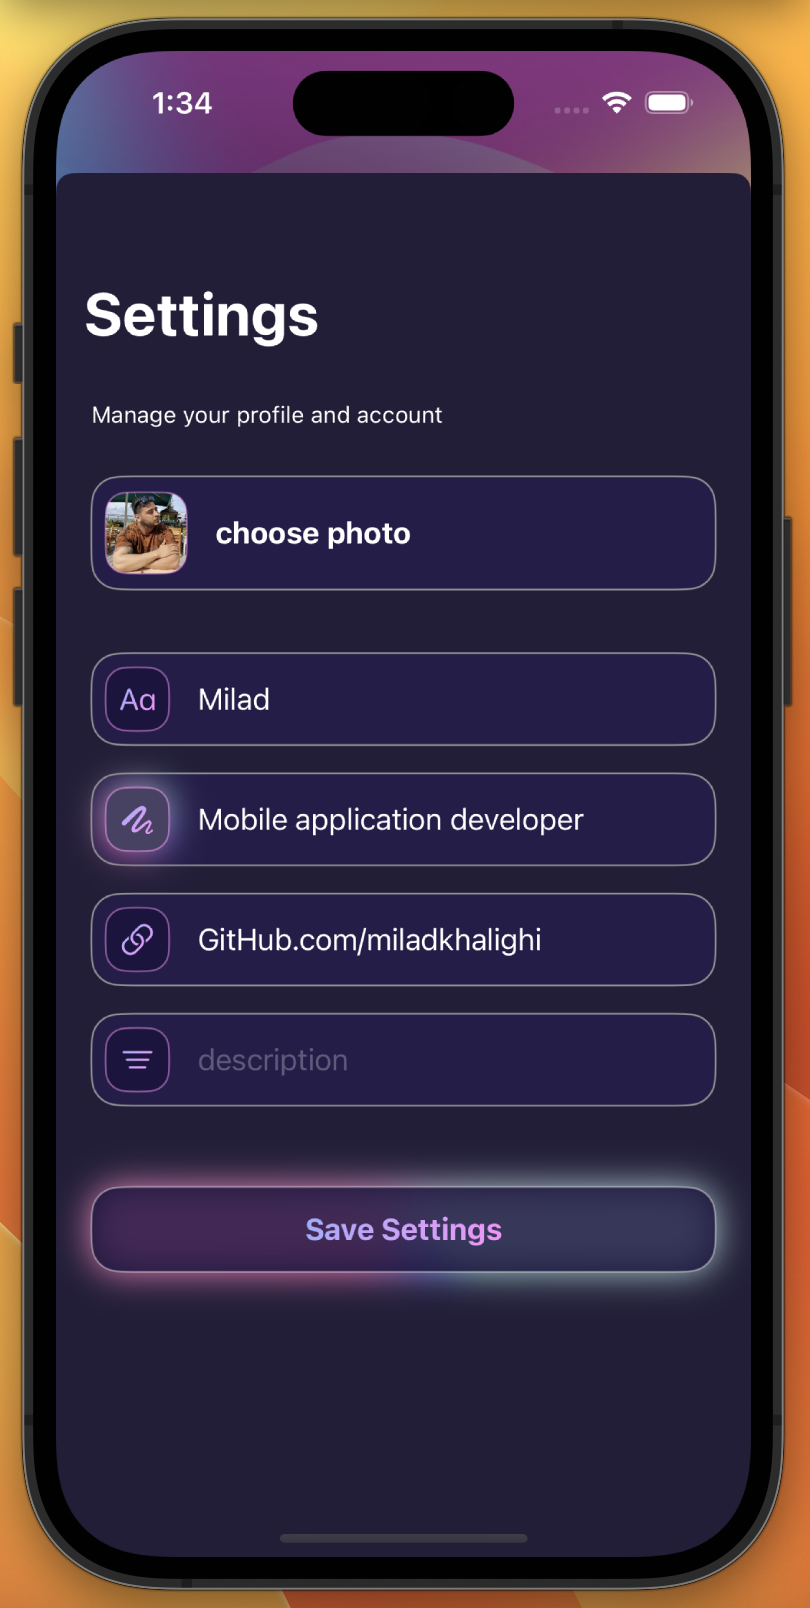 1:34
Settings
Manage your profile and account
choose photo
Aa Milad
Mobile application developer
GitHub.com/miladkhalighi
description
Save Settings